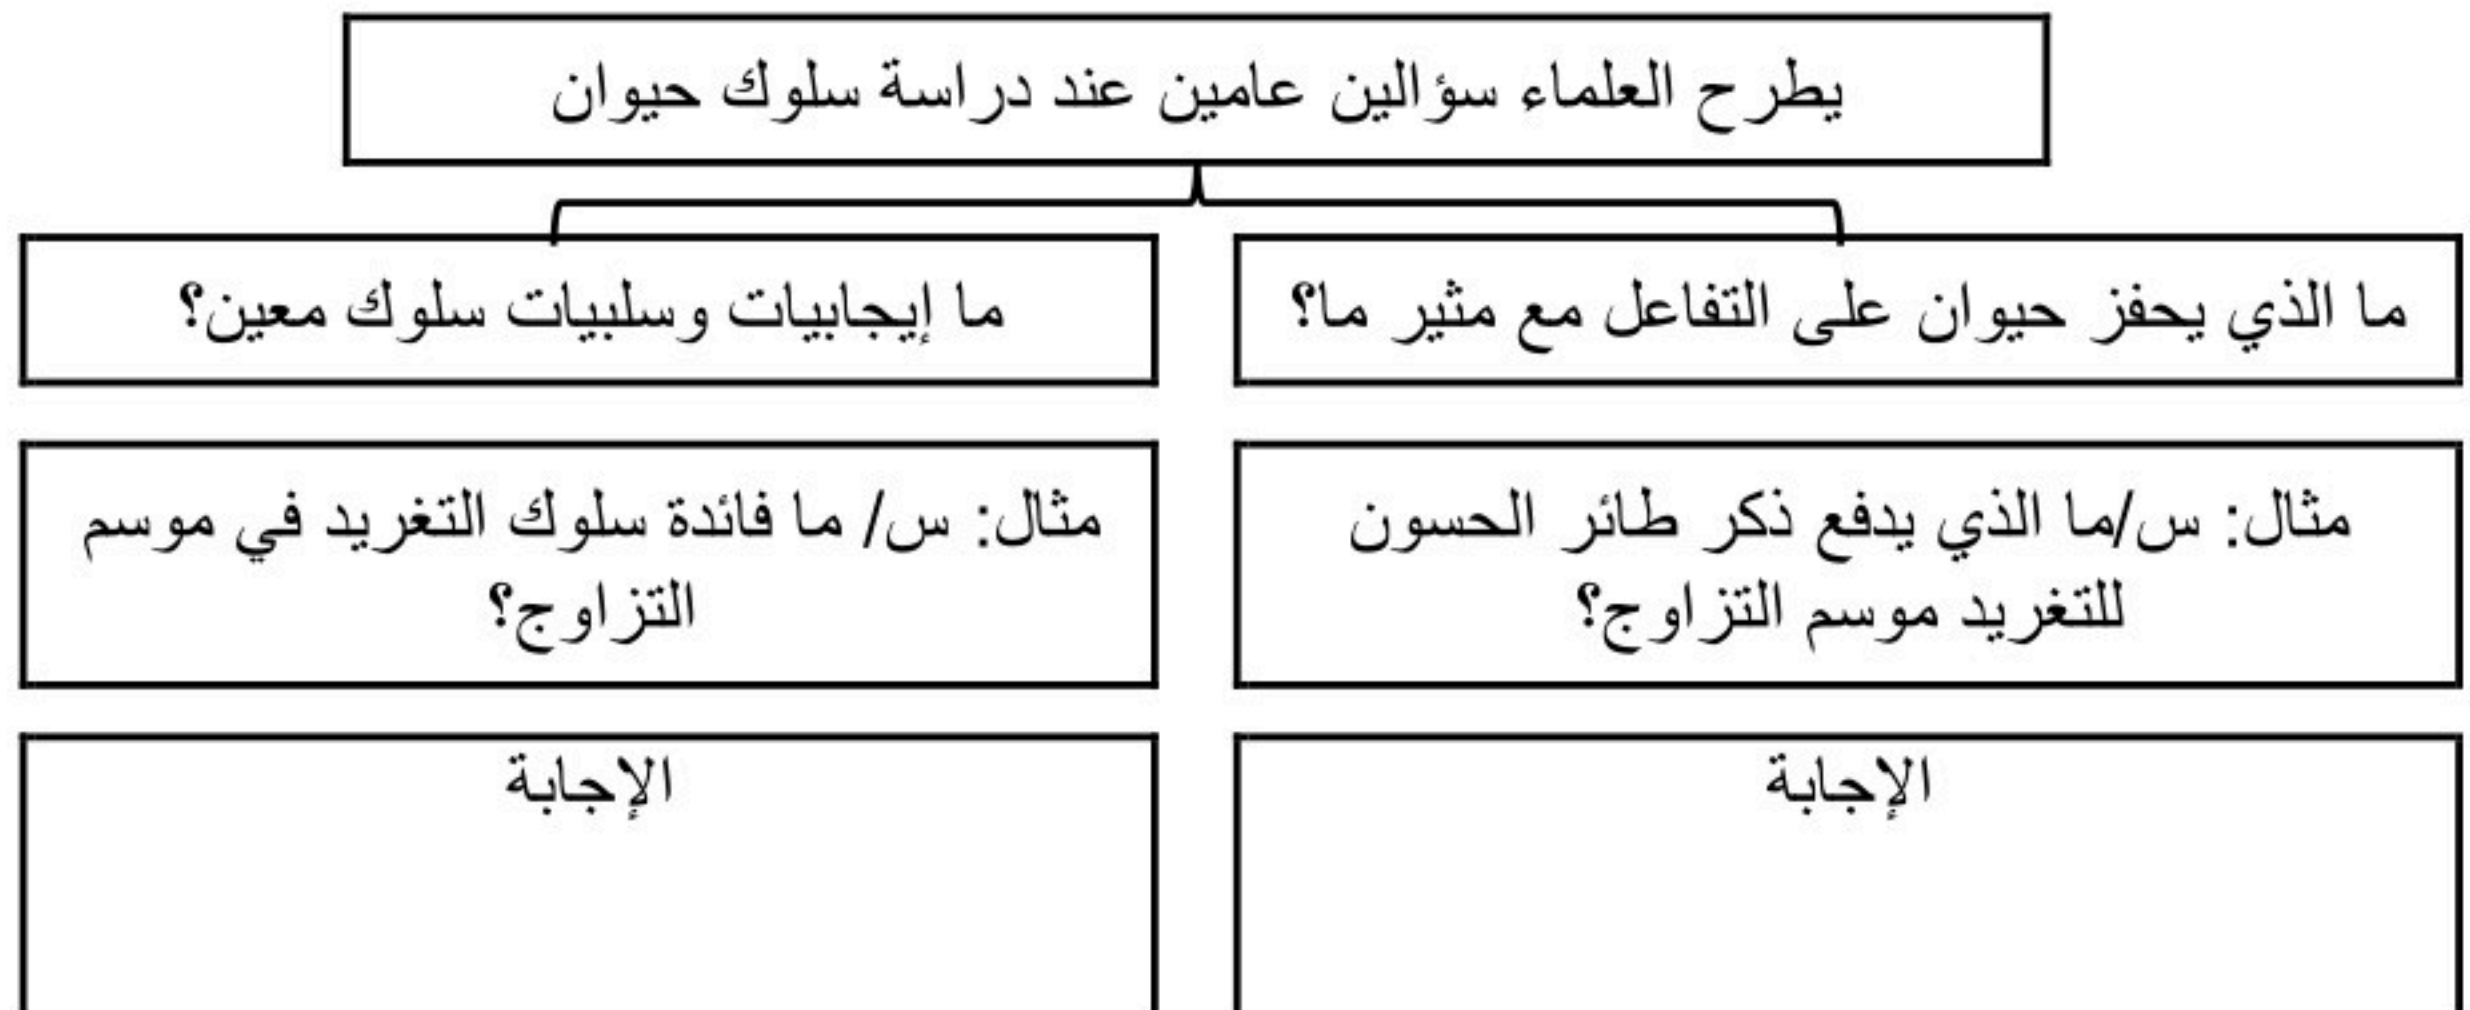 يطرح العلماء سؤالين عامين عند دراسة سلوك حيوان
ما الذي يحفز حيوان على التفاعل مع مثير ما؟
ما إيجابيات وسلبيات سلوك معين؟
مثال: س/ما الذي يدفع ذكر طائر الحسون
للتغريد موسم التزاوج؟
مثال: س/ ما فائدة سلوك التغريد في موسم
التزاوج؟
الإجابة
الإجابة